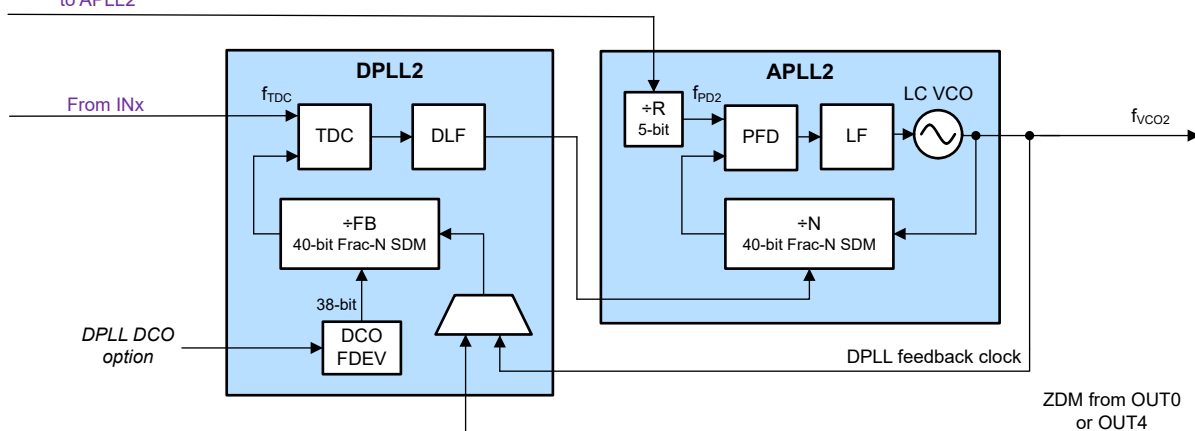 to APLL2
DPLL2
APLL2
From INx
fTDC
TDC
DLF
÷R
5-bit
fPD2
PFD
LF
LC VCO
fVCO2
÷FB
40-bit Frac-N SDM
÷N
40-bit Frac-N SDM
38-bit
DPLL DCO
option
DCO
FDEV
DPLL feedback clock
ZDM from OUT0
or OUT4